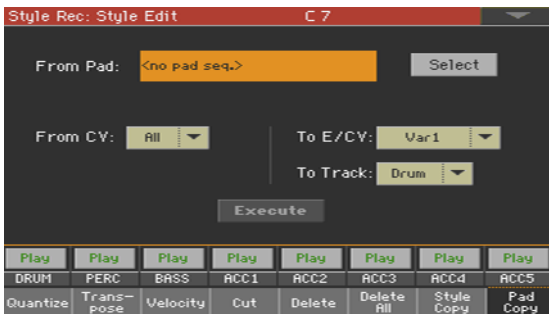 Style Rec: Style Edit C 7
From Pad: <no pad seq.> Select
From CV: All To E/CV: Var1
To Track: Drum
Execute
Play Play Play Play Play Play Play Play
DRUM PERC BASS ACC1 ACC2 ACC3 ACC4 ACC5
Quantize Trans-pose Velocity Cut Delete Delete All Style Copy Pad Copy